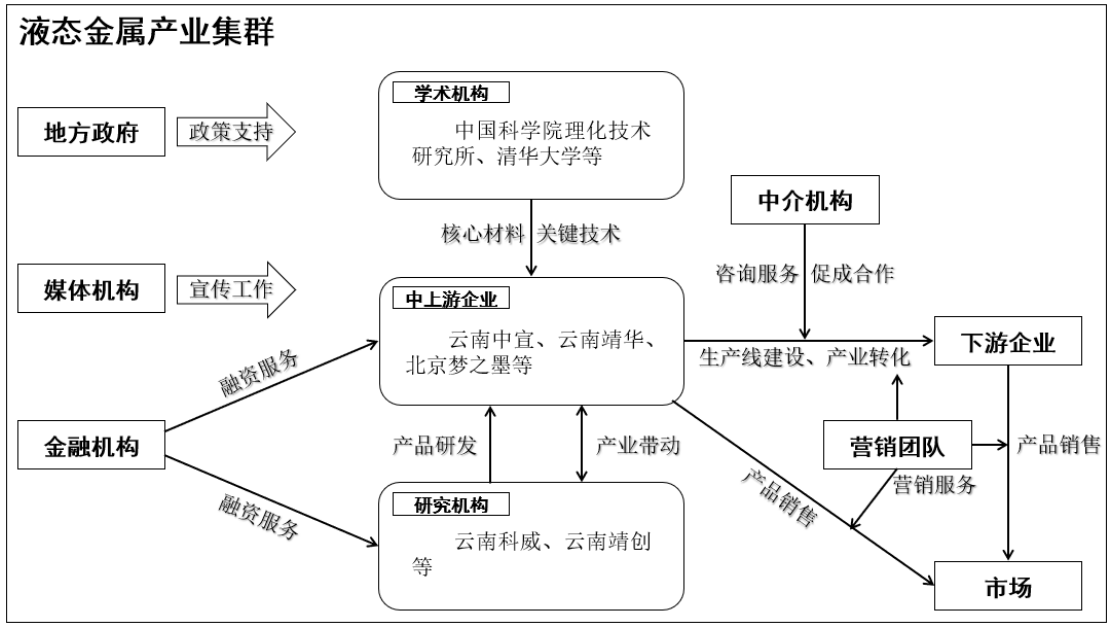 液态金属产业集群
地方政府
政策支持
学术机构
中国科学院理化技术
研究所、清华大学等
中介机构
核心材料 关键技术
咨询服务 促成合作
媒体机构
宣传工作
中上游企业
云南中宣、云南靖华、
北京梦之墨等
生产线建设、产业转化
下游企业
融资服务
金融机构
产品研发
产业带动
营销团队
产品销售
营销服务
产品销售
融资服务
研究机构
云南科威、云南靖创
等
市场